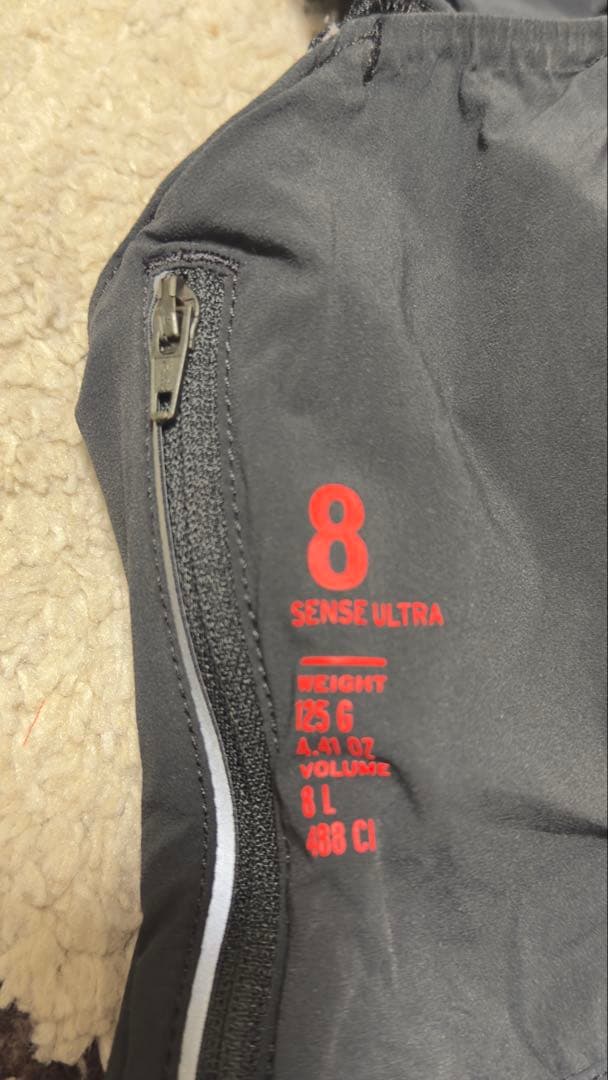 8
SENSE ULTRA
WEIGHT
125 G
4.41 OZ
VOLUME
8 L
488 CI